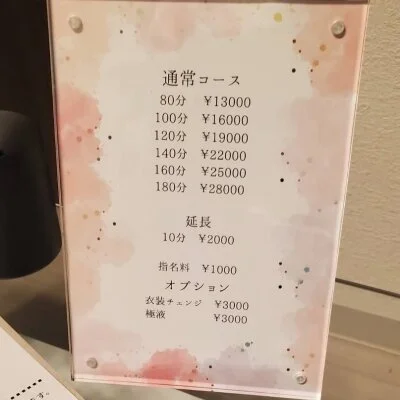 通常コース
80分 ¥13000
100分 ¥16000
120分 ¥19000
140分 ¥22000
160分 ¥25000
180分 ¥28000
延長
10分 ¥2000
指名料 ¥1000
オプション
衣装チェンジ ¥3000
極液 ¥3000
す。